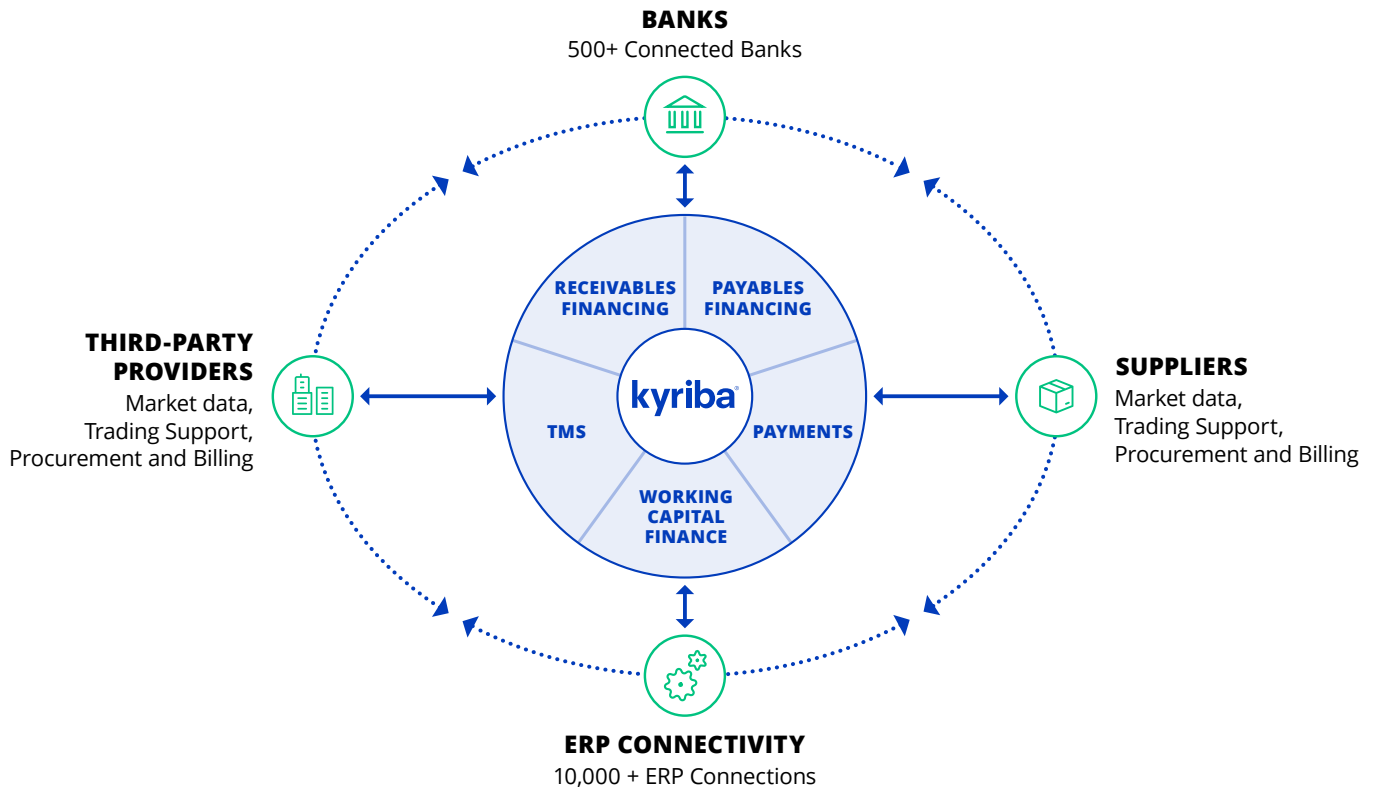 BANKS
500+ Connected Banks
RECEIVABLES
FINANCING
PAYABLES
FINANCING
THIRD-PARTY
PROVIDERS
Market data,
Trading Support,
Procurement and Billing
kyriba
SUPPLIERS
Market data,
Trading Support,
Procurement and Billing
TMS
PAYMENTS
WORKING
CAPITAL
FINANCE
ERP CONNECTIVITY
10,000 + ERP Connections